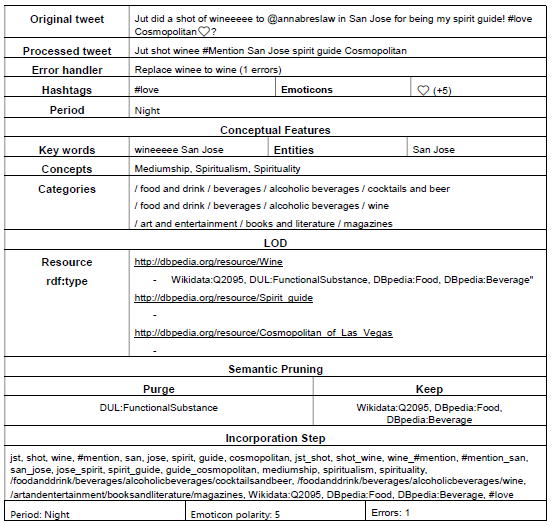 Original tweet
Jut did a shot of wineeeee to @annabreslaw in San Jose for being my spirit guide! #love
Cosmopolitan♡?
Processed tweet
Jut shot winee #Mention San Jose spirit guide Cosmopolitan
Error handler
Replace winee to wine (1 errors)
Hashtags
#love
Emoticons
♡ (+5)
Period
Night
Conceptual Features
Key words
wineeeee San Jose
Entities
San Jose
Concepts
Mediumship, Spiritualism, Spirituality
Categories
/ food and drink / beverages / alcoholic beverages / cocktails and beer
/ food and drink / beverages / alcoholic beverages / wine
/ art and entertainment / books and literature / magazines
LOD
Resource
rdf:type
http://dbpedia.org/resource/Wine
- Wikidata:Q2095, DUL:FunctionalSubstance, DBpedia:Food, DBpedia:Beverage"
http://dbpedia.org/resource/Spirit_guide
-
http://dbpedia.org/resource/Cosmopolitan_of_Las_Vegas
-
Semantic Pruning
Purge
Keep
DUL:FunctionalSubstance
Wikidata:Q2095, DBpedia:Food,
DBpedia:Beverage
Incorporation Step
jst, shot, wine, #mention, san, jose, spirit, guide, cosmopolitan, jst_shot, shot_wine, wine_#mention, #mention_san,
san_jose, jose_spirit, spirit_guide, guide_cosmopolitan, mediumship, spiritualism, spirituality,
/foodanddrink/beverages/alcoholicbeverages/cocktailsandbeer, /foodanddrink/beverages/alcoholicbeverages/wine,
/artandentertainment/booksandliterature/magazines, Wikidata:Q2095, DBpedia:Food, DBpedia:Beverage, #love
Period: Night
Emoticon polarity: 5
Errors: 1